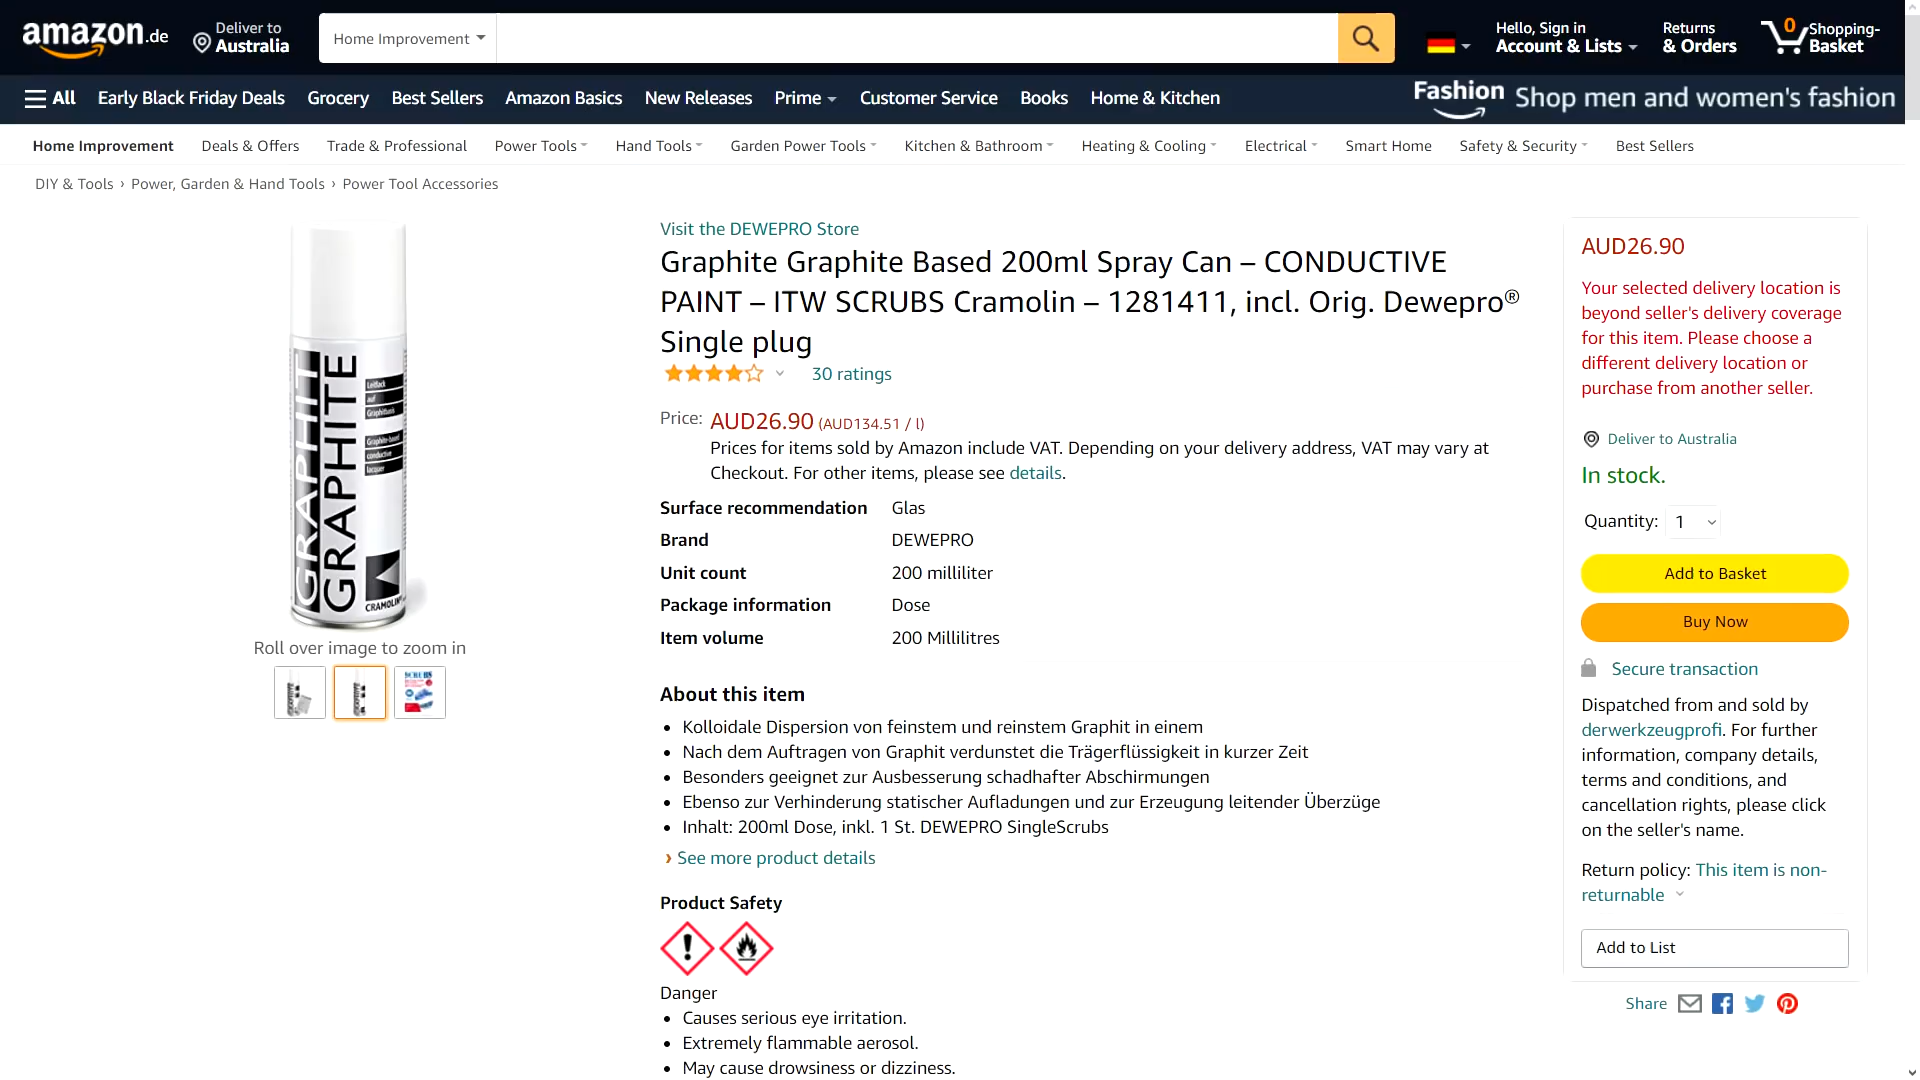 amazon.de
Deliver to
Australia
Home Improvement
Hello, Sign in
Account & Lists
Returns
& Orders
0
Shopping-
Basket
All
Early Black Friday Deals
Grocery
Best Sellers
Amazon Basics
New Releases
Prime
Customer Service
Books
Home & Kitchen
Fashion Shop men and women's fashion
Home Improvement
Deals & Offers
Trade & Professional
Power Tools
Hand Tools
Garden Power Tools
Kitchen & Bathroom
Heating & Cooling
Electrical
Smart Home
Safety & Security
Best Sellers
DIY & Tools › Power, Garden & Hand Tools › Power Tool Accessories
GRAPHIT
GRAPHITE
Leitlack
auf
Graphitbasis
Graphite-based
conductive
lacquer
CRAMOLIN
Roll over image to zoom in
SCRUBS
Visit the DEWEPRO Store
Graphite Graphite Based 200ml Spray Can – CONDUCTIVE
PAINT – ITW SCRUBS Cramolin – 1281411, incl. Orig. Dewepro®
Single plug
30 ratings
Price: AUD26.90 (AUD134.51 / l)
Prices for items sold by Amazon include VAT. Depending on your delivery address, VAT may vary at
Checkout. For other items, please see details.
Surface recommendation Glas
Brand DEWEPRO
Unit count 200 milliliter
Package information Dose
Item volume 200 Millilitres
About this item
• Kolloidale Dispersion von feinstem und reinstem Graphit in einem
• Nach dem Auftragen von Graphit verdunstet die Trägerflüssigkeit in kurzer Zeit
• Besonders geeignet zur Ausbesserung schadhafter Abschirmungen
• Ebenso zur Verhinderung statischer Aufladungen und zur Erzeugung leitender Überzüge
• Inhalt: 200ml Dose, inkl. 1 St. DEWEPRO SingleScrubs
› See more product details
Product Safety
Danger
• Causes serious eye irritation.
• Extremely flammable aerosol.
• May cause drowsiness or dizziness.
AUD26.90
Your selected delivery location is
beyond seller's delivery coverage
for this item. Please choose a
different delivery location or
purchase from another seller.
Deliver to Australia
In stock.
Quantity: 1
Add to Basket
Buy Now
Secure transaction
Dispatched from and sold by
derwerkzeugprofi. For further
information, company details,
terms and conditions, and
cancellation rights, please click
on the seller's name.
Return policy: This item is non-
returnable
Add to List
Share